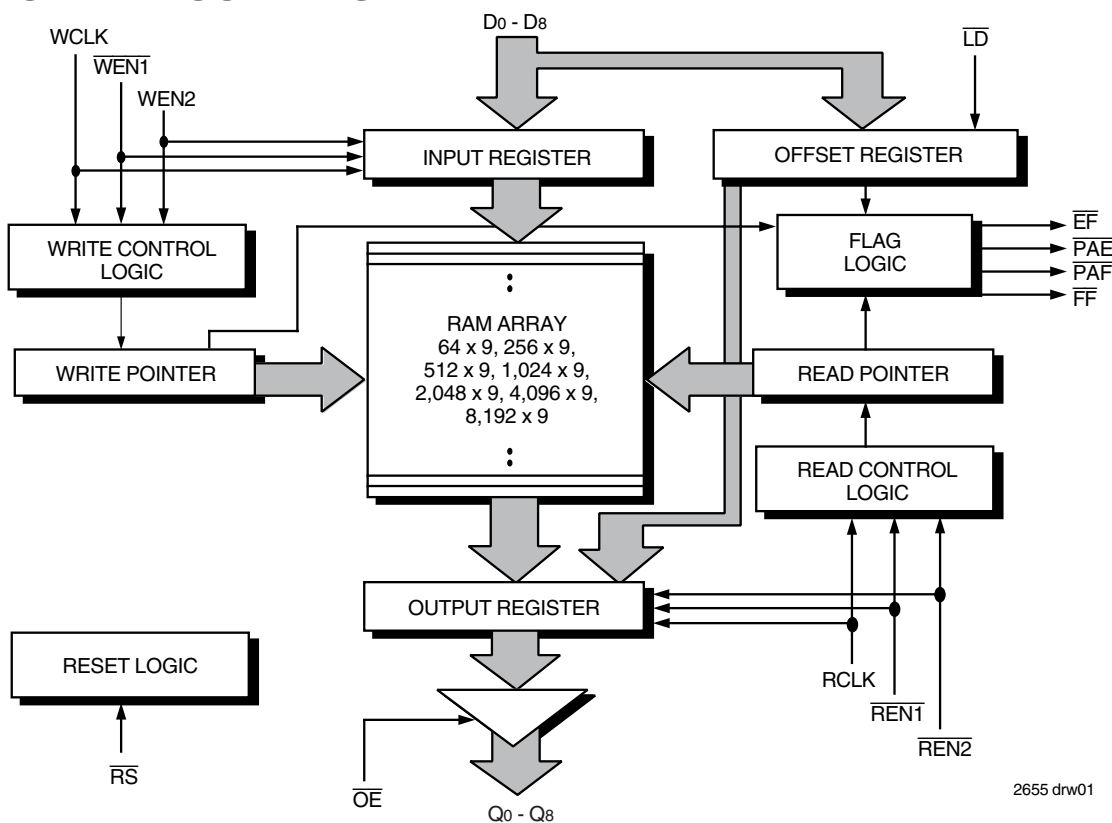 D0 - D8
WCLK
WEN1
WEN2
LD
INPUT REGISTER
OFFSET REGISTER
WRITE CONTROL
LOGIC
FLAG
LOGIC
EF
PAE
PAF
FF
RAM ARRAY
64 x 9, 256 x 9,
512 x 9, 1,024 x 9,
2,048 x 9, 4,096 x 9,
8,192 x 9
WRITE POINTER
READ POINTER
READ CONTROL
LOGIC
OUTPUT REGISTER
RESET LOGIC
RCLK
REN1
REN2
RS
OE
Q0 - Q8
2655 drw01